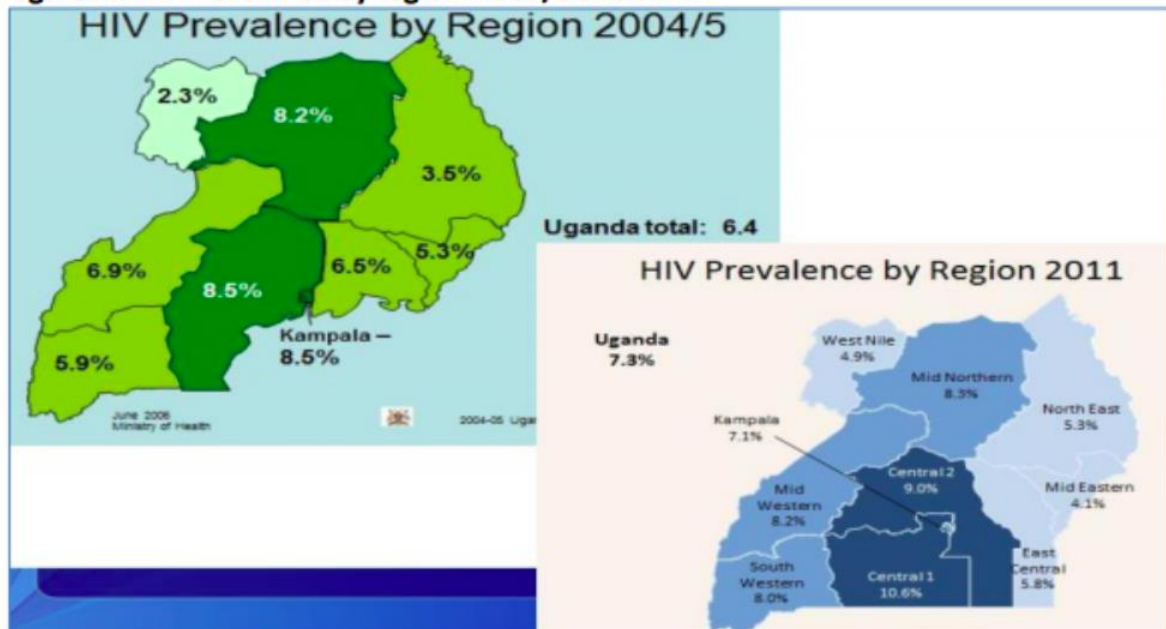 HIV Prevalence by Region 2004/5
2.3%
8.2%
3.5%
Uganda total: 6.4
5.3%
6.5%
6.9%
8.5%
Kampala –
8.5%
5.9%
June 2006
Ministry of Health
2004-05 Ugan
HIV Prevalence by Region 2011
Uganda
7.3%
West Nile
4.9%
Mid Northern
8.3%
North East
5.3%
Kampala
7.1%
Central 2
9.0%
Mid Eastern
4.1%
Mid
Western
8.2%
East
Central
5.8%
South
Western
8.0%
Central 1
10.6%